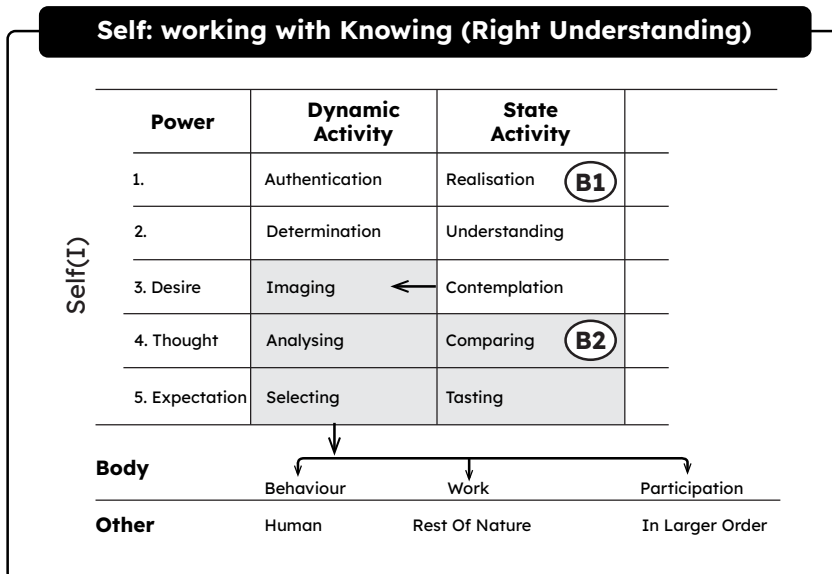 Self: working with Knowing (Right Understanding)
Power Dynamic Activity State Activity
1. Authentication Realisation B1
2. Determination Understanding
Self(I)
3. Desire Imaging Contemplation
4. Thought Analysing Comparing B2
5. Expectation Selecting Tasting
Body
Behaviour Work Participation
Other Human Rest Of Nature In Larger Order